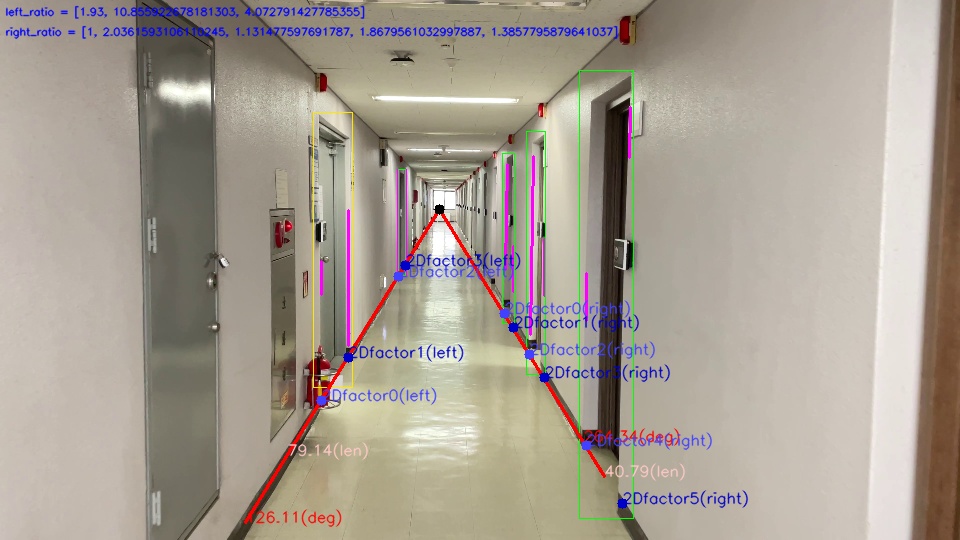 left_ratio = [1.93, 10.855922678181303, 4.072791427785355]
right_ratio = [1, 2.0361593106110245, 1.131477597691787, 1.8679561032997887, 1.3857795879641037]
2Dfactor3(left)
2Dfactor2(left)
2Dfactor0(right)
2Dfactor1(right)
2Dfactor1(left)
2Dfactor2(right)
2Dfactor3(right)
2Dfactor0(left)
2Dfactor4(right)
79.14(len)
40.79(len)
2Dfactor5(right)
26.11(deg)